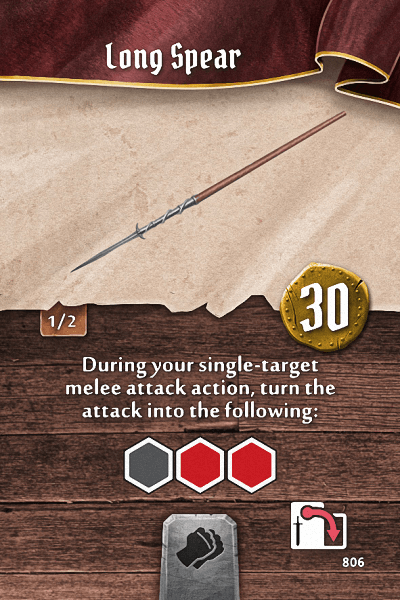 Long Spear
1/2
30
During your single-target
melee attack action, turn the
attack into the following:
806